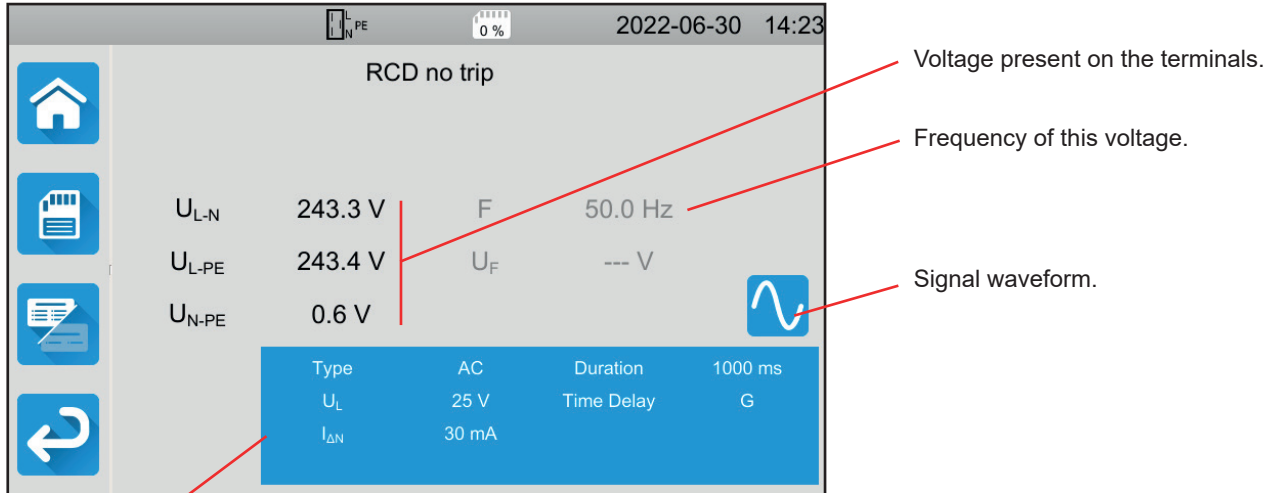 L
N PE
0 %
2022-06-30 14:23
RCD no trip
Voltage present on the terminals.
Frequency of this voltage.
U_L-N 243.3 V F 50.0 Hz
U_L-PE 243.4 V U_F --- V
Signal waveform.
U_N-PE 0.6 V
Type AC Duration 1000 ms
U_L 25 V Time Delay G
I_ΔN 30 mA